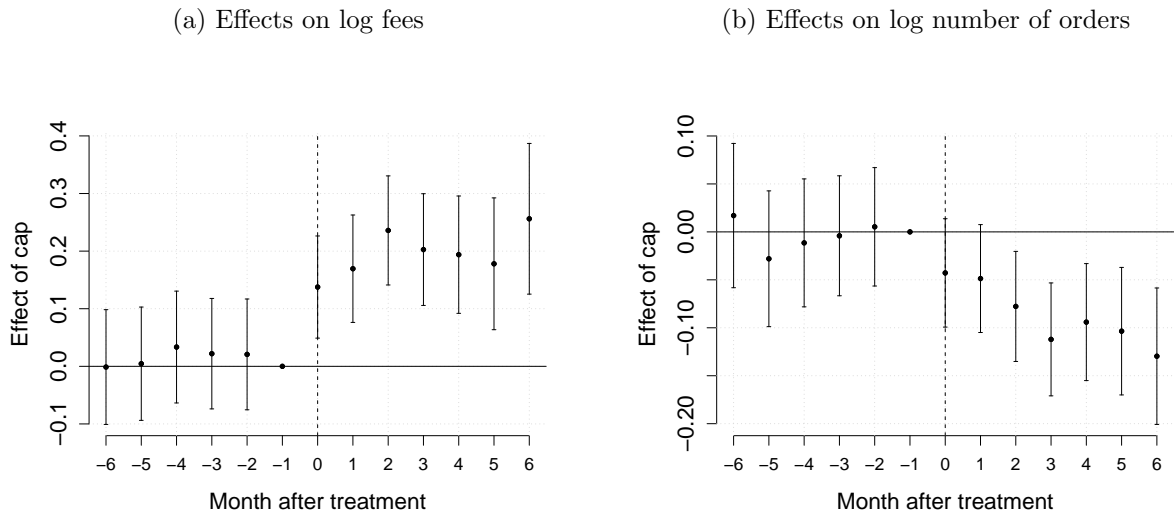 (a) Effects on log fees
(b) Effects on log number of orders
Effect of cap
0.4
0.3
0.2
0.1
0.0
−0.1
−6 −5 −4 −3 −2 −1 0 1 2 3 4 5 6
Month after treatment
Effect of cap
0.10
0.00
−0.10
−0.20
−6 −5 −4 −3 −2 −1 0 1 2 3 4 5 6
Month after treatment